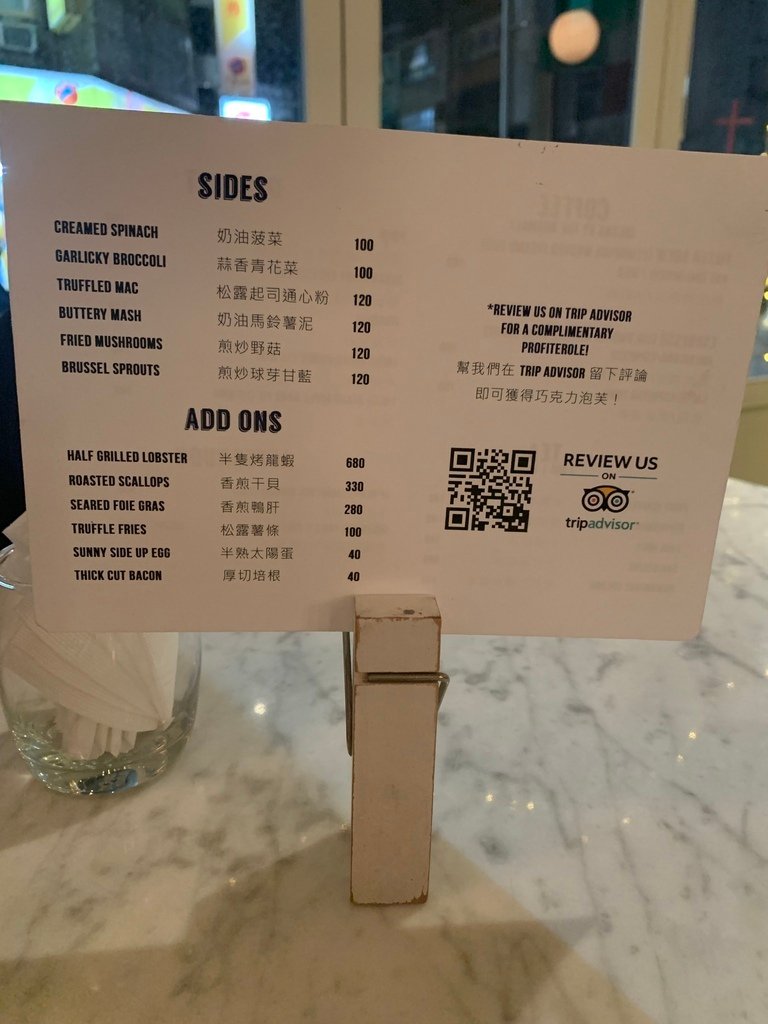 SIDES
CREAMED SPINACH 奶油菠菜 100
GARLICKY BROCCOLI 蒜香青花菜 100
TRUFFLED MAC 松露起司通心粉 120
BUTTERY MASH 奶油馬鈴薯泥 120
FRIED MUSHROOMS 煎炒野菇 120
BRUSSEL SPROUTS 煎炒球芽甘藍 120
ADD ONS
HALF GRILLED LOBSTER 半隻烤龍蝦 680
ROASTED SCALLOPS 香煎干貝 330
SEARED FOIE GRAS 香煎鴨肝 280
TRUFFLE FRIES 松露薯條 100
SUNNY SIDE UP EGG 半熟太陽蛋 40
THICK CUT BACON 厚切培根 40
*REVIEW US ON TRIP ADVISOR
FOR A COMPLIMENTARY
PROFITEROLE!
幫我們在 TRIP ADVISOR 留下評論
即可獲得巧克力泡芙！
REVIEW US
ON
tripadvisor